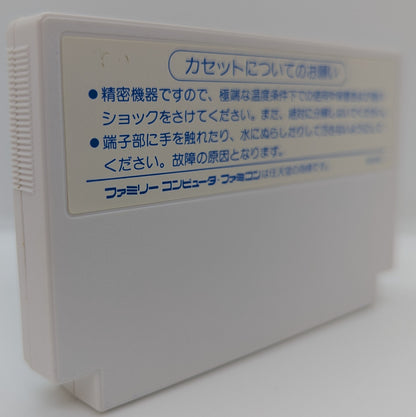 カセットについてのお願い
●精密機器ですので、極端な温度条件下での使用や保管及び強い
ショックをさけてください。また、絶対に分解しないでください。
●端子部に手を触れたり、水にぬらしたりしてよごさないようにして
ください。故障の原因となります。
ファミリーコンピュータ・ファミコンは任天堂の商標です。